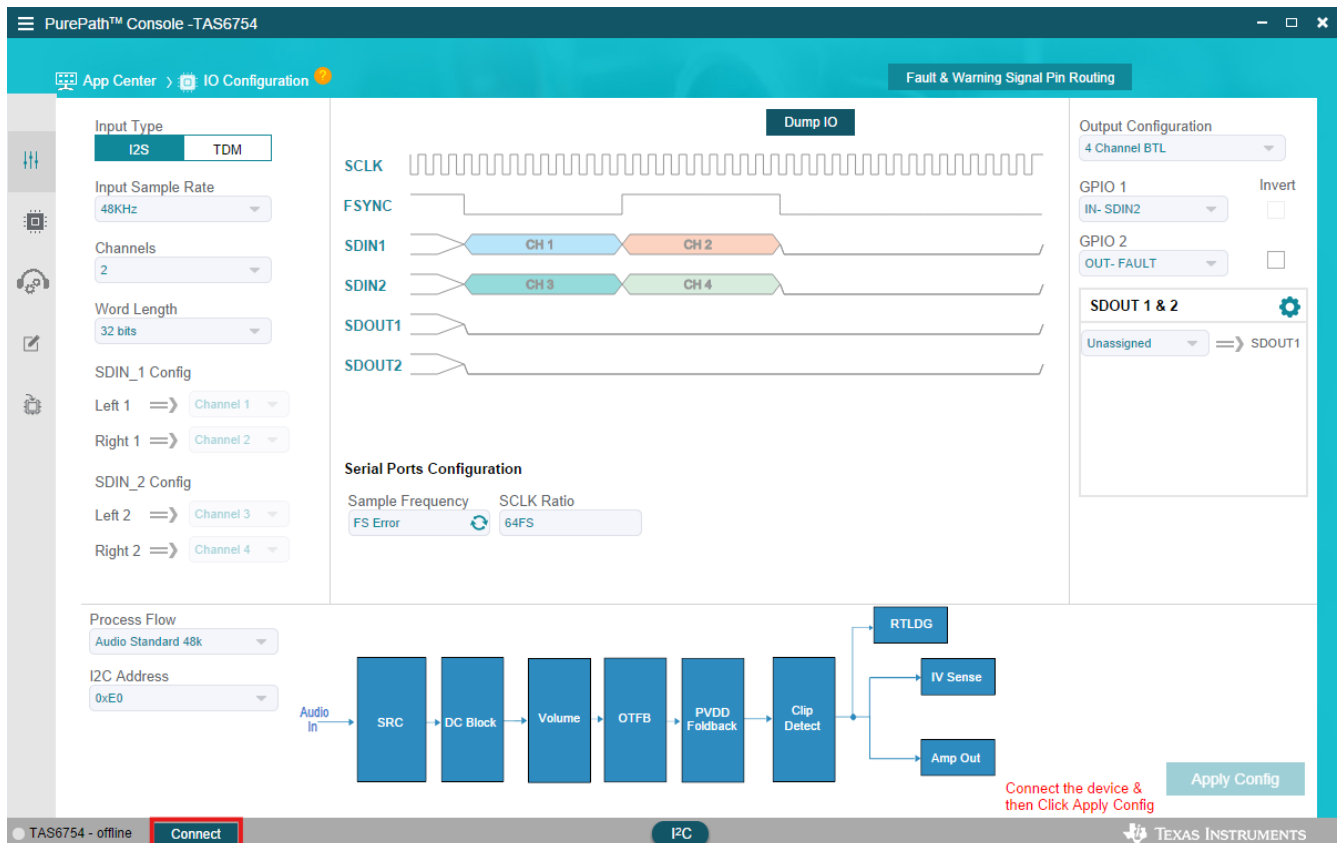 PurePath™ Console -TAS6754
App Center
IO Configuration
?
Fault & Warning Signal Pin Routing
Input Type
I2S
TDM
Input Sample Rate
48KHz
Channels
2
Word Length
32 bits
SDIN_1 Config
Left 1
Channel 1
Right 1
Channel 2
SDIN_2 Config
Left 2
Channel 3
Right 2
Channel 4
Dump IO
SCLK
FSYNC
SDIN1
CH 1
CH 2
SDIN2
CH 3
CH 4
SDOUT1
SDOUT2
Serial Ports Configuration
Sample Frequency
SCLK Ratio
FS Error
64FS
Output Configuration
4 Channel BTL
GPIO 1
Invert
IN- SDIN2
GPIO 2
OUT- FAULT
SDOUT 1 & 2
Unassigned
SDOUT1
Process Flow
Audio Standard 48k
I2C Address
0xE0
Audio
In
SRC
DC Block
Volume
OTFB
PVDD
Foldback
Clip
Detect
RTLDG
IV Sense
Amp Out
Connect the device &
then Click Apply Config
Apply Config
TAS6754 - offline
Connect
I²C
TEXAS INSTRUMENTS